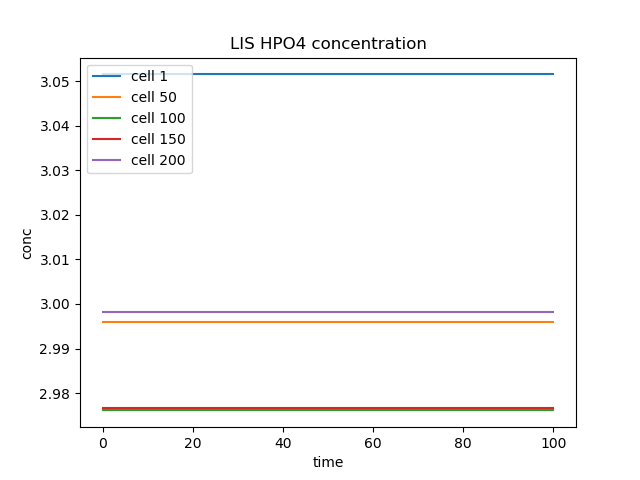 LIS HPO4 concentration
3.05
3.04
3.03
3.02
3.01
3.00
2.99
2.98
conc
cell 1
cell 50
cell 100
cell 150
cell 200
0 20 40 60 80 100
time